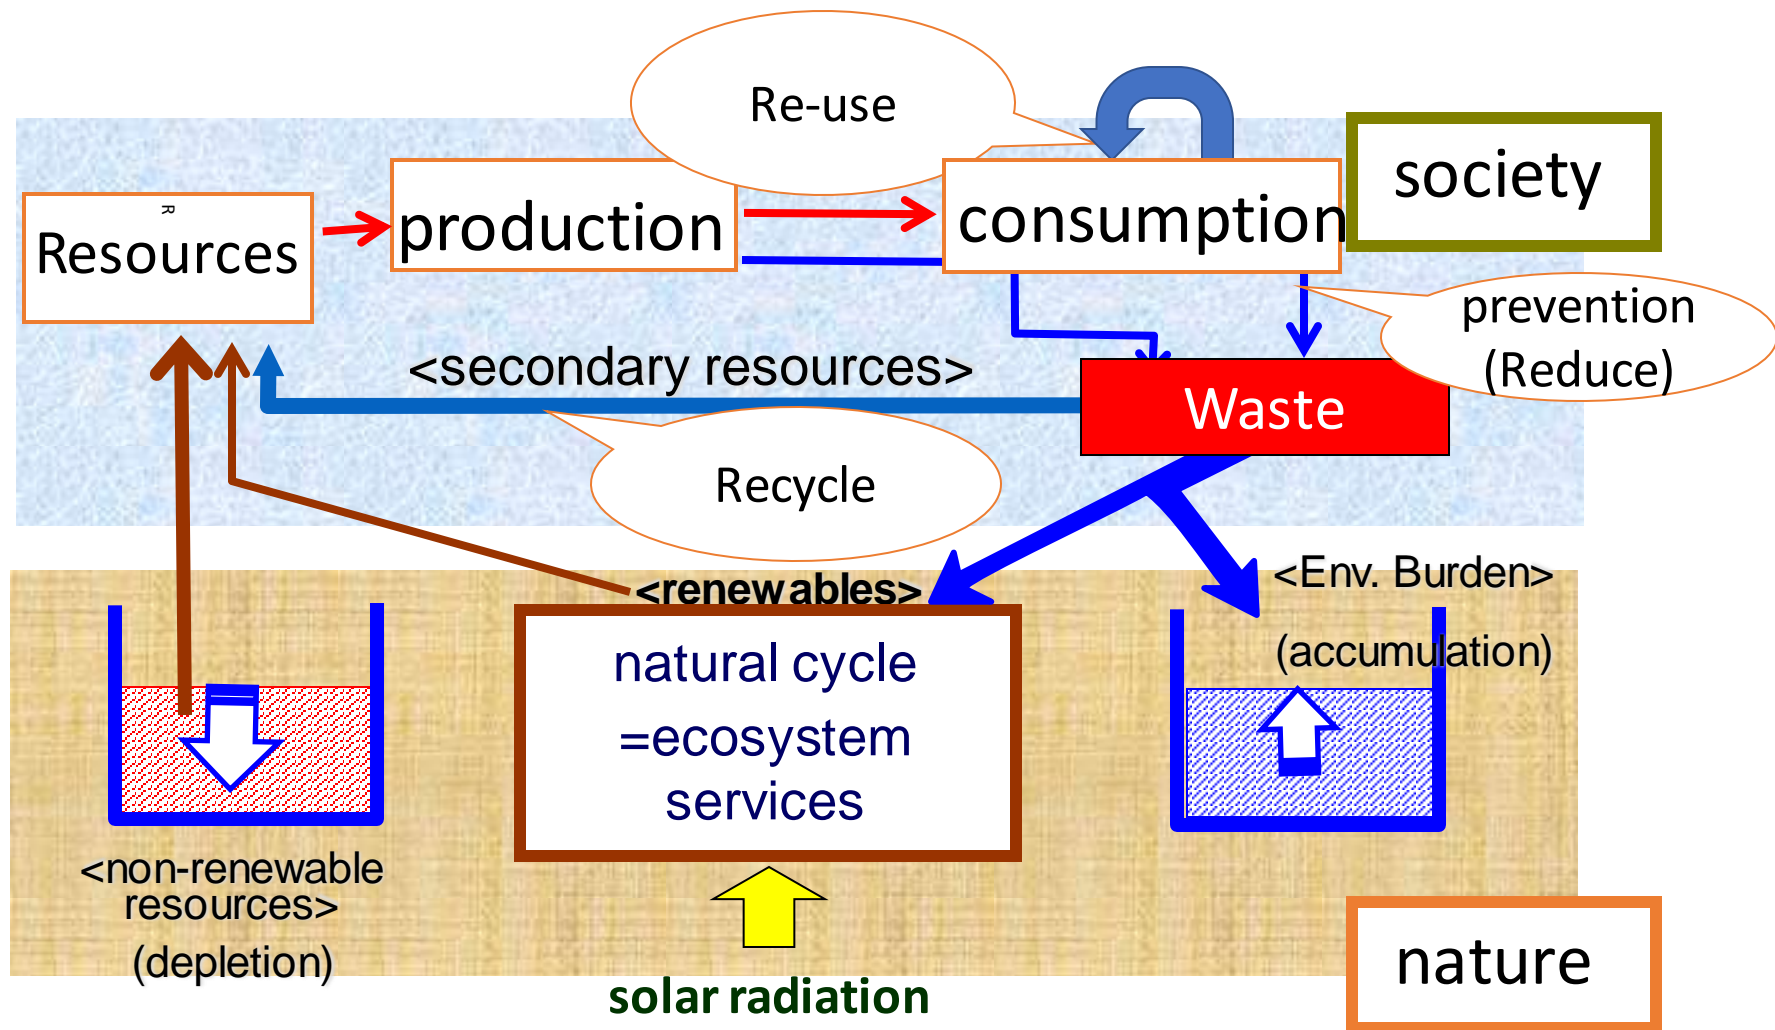 Re-use
society
R
Resources
production
consumption
prevention
(Reduce)
<secondary resources>
Waste
Recycle
<Env. Burden>
(accumulation)
<renewables>
natural cycle
=ecosystem
services
<non-renewable
resources>
(depletion)
solar radiation
nature